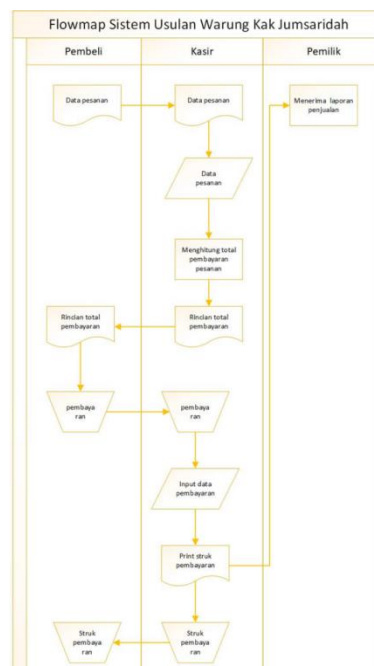 Flowmap Sistem Usulan Warung Kak Jumsaridah
Pembeli
Kasir
Pemilik
Data pesanan
Data pesanan
Menerima laporan
penjualan
Data
pesanan
Menghitung total
pembayaran
pesanan
Rincian total
pembayaran
Rincian total
pembayaran
pembaya
ran
pembaya
ran
Input data
pembayaran
Print struk
pembayaran
Struk
pembaya
ran
Struk
pembaya
ran